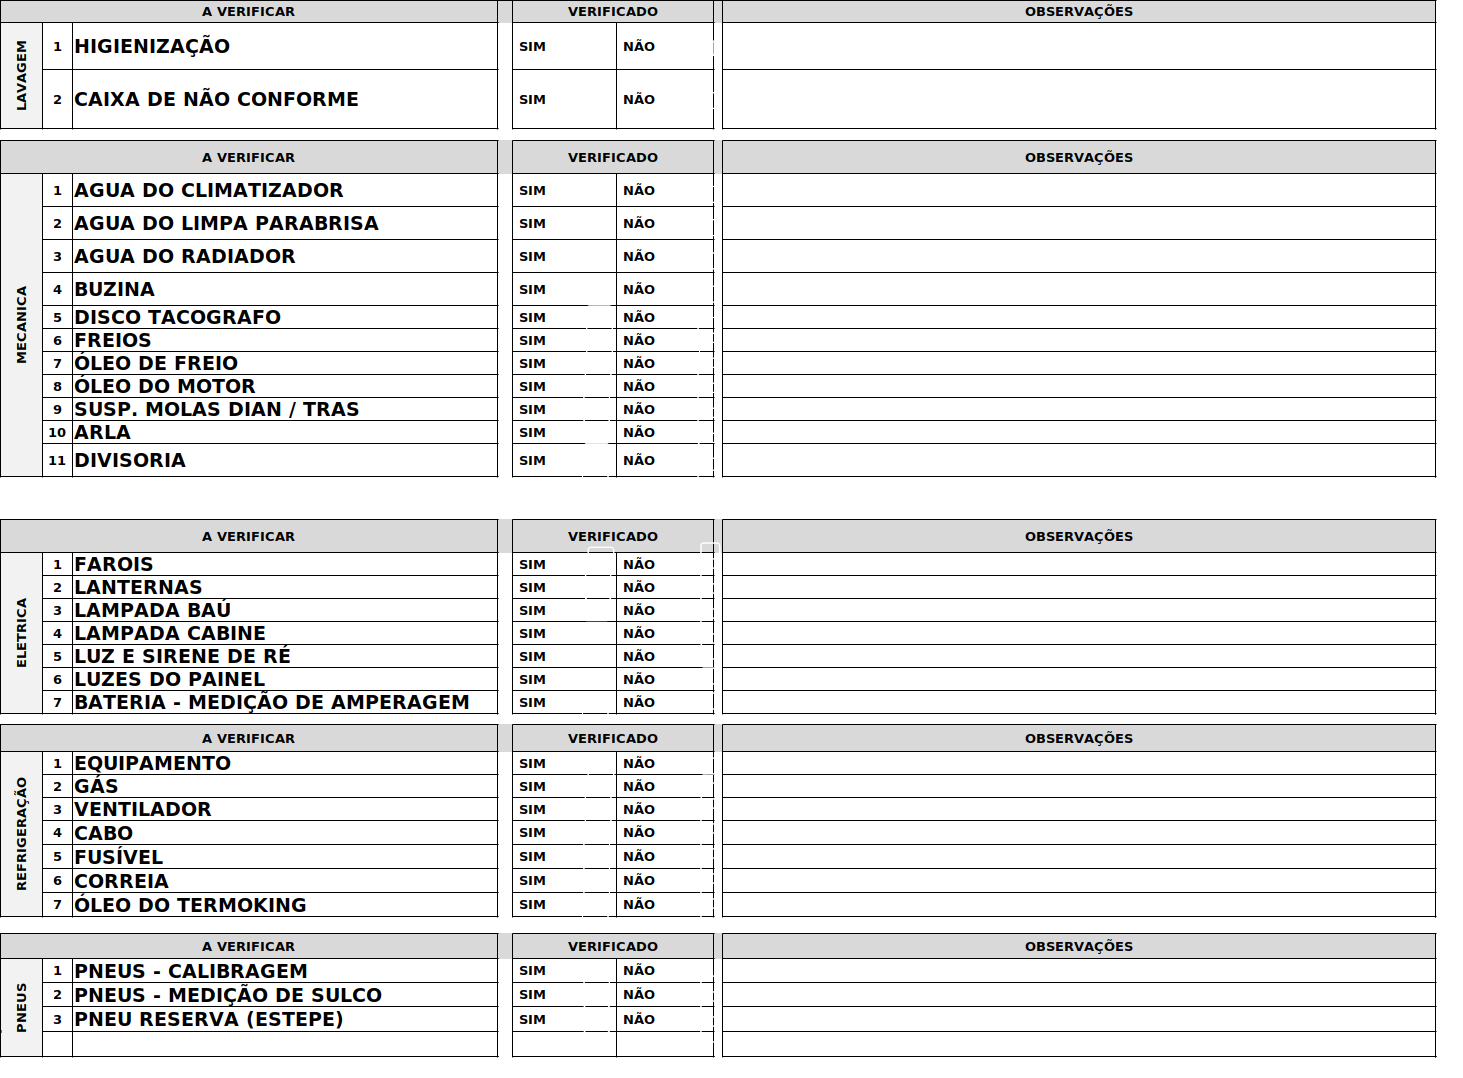 A VERIFICAR VERIFICADO OBSERVAÇÕES
LAVAGEM
1 HIGIENIZAÇÃO SIM NÃO
2 CAIXA DE NÃO CONFORME SIM NÃO
A VERIFICAR VERIFICADO OBSERVAÇÕES
MECANICA
1 AGUA DO CLIMATIZADOR SIM NÃO
2 AGUA DO LIMPA PARABRISA SIM NÃO
3 AGUA DO RADIADOR SIM NÃO
4 BUZINA SIM NÃO
5 DISCO TACOGRAFO SIM NÃO
6 FREIOS SIM NÃO
7 ÓLEO DE FREIO SIM NÃO
8 ÓLEO DO MOTOR SIM NÃO
9 SUSP. MOLAS DIAN / TRAS SIM NÃO
10 ARLA SIM NÃO
11 DIVISORIA SIM NÃO
A VERIFICAR VERIFICADO OBSERVAÇÕES
ELETRICA
1 FAROIS SIM NÃO
2 LANTERNAS SIM NÃO
3 LAMPADA BAÚ SIM NÃO
4 LAMPADA CABINE SIM NÃO
5 LUZ E SIRENE DE RÉ SIM NÃO
6 LUZES DO PAINEL SIM NÃO
7 BATERIA - MEDIÇÃO DE AMPERAGEM SIM NÃO
A VERIFICAR VERIFICADO OBSERVAÇÕES
REFRIGERAÇÃO
1 EQUIPAMENTO SIM NÃO
2 GÁS SIM NÃO
3 VENTILADOR SIM NÃO
4 CABO SIM NÃO
5 FUSÍVEL SIM NÃO
6 CORREIA SIM NÃO
7 ÓLEO DO TERMOKING SIM NÃO
A VERIFICAR VERIFICADO OBSERVAÇÕES
PNEUS
1 PNEUS - CALIBRAGEM SIM NÃO
2 PNEUS - MEDIÇÃO DE SULCO SIM NÃO
3 PNEU RESERVA (ESTEPE) SIM NÃO